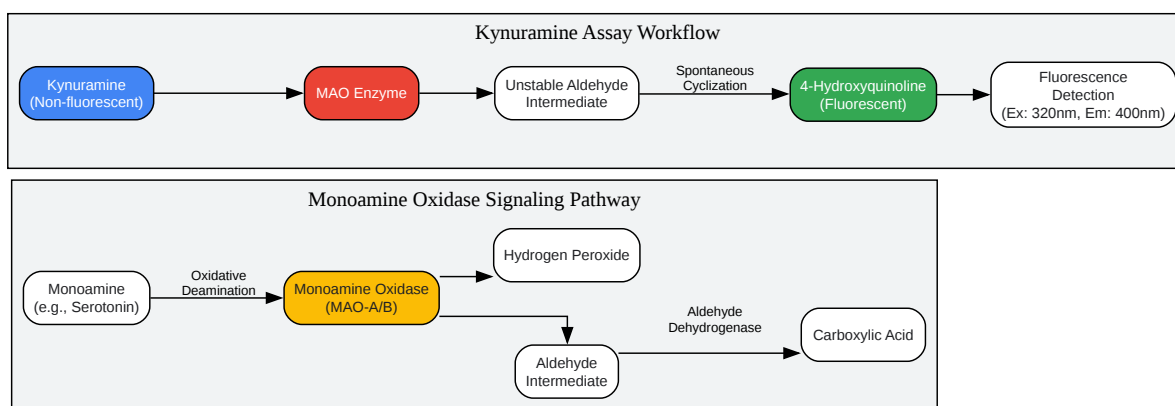 Kynuramine Assay Workflow
Kynuramine
(Non-fluorescent)
MAO Enzyme
Unstable Aldehyde
Intermediate
Spontaneous
Cyclization
4-Hydroxyquinoline
(Fluorescent)
Fluorescence
Detection
(Ex: 320nm, Em: 400nm)
Monoamine Oxidase Signaling Pathway
Monoamine
(e.g., Serotonin)
Oxidative
Deamination
Monoamine Oxidase
(MAO-A/B)
Hydrogen Peroxide
Aldehyde
Intermediate
Aldehyde
Dehydrogenase
Carboxylic Acid